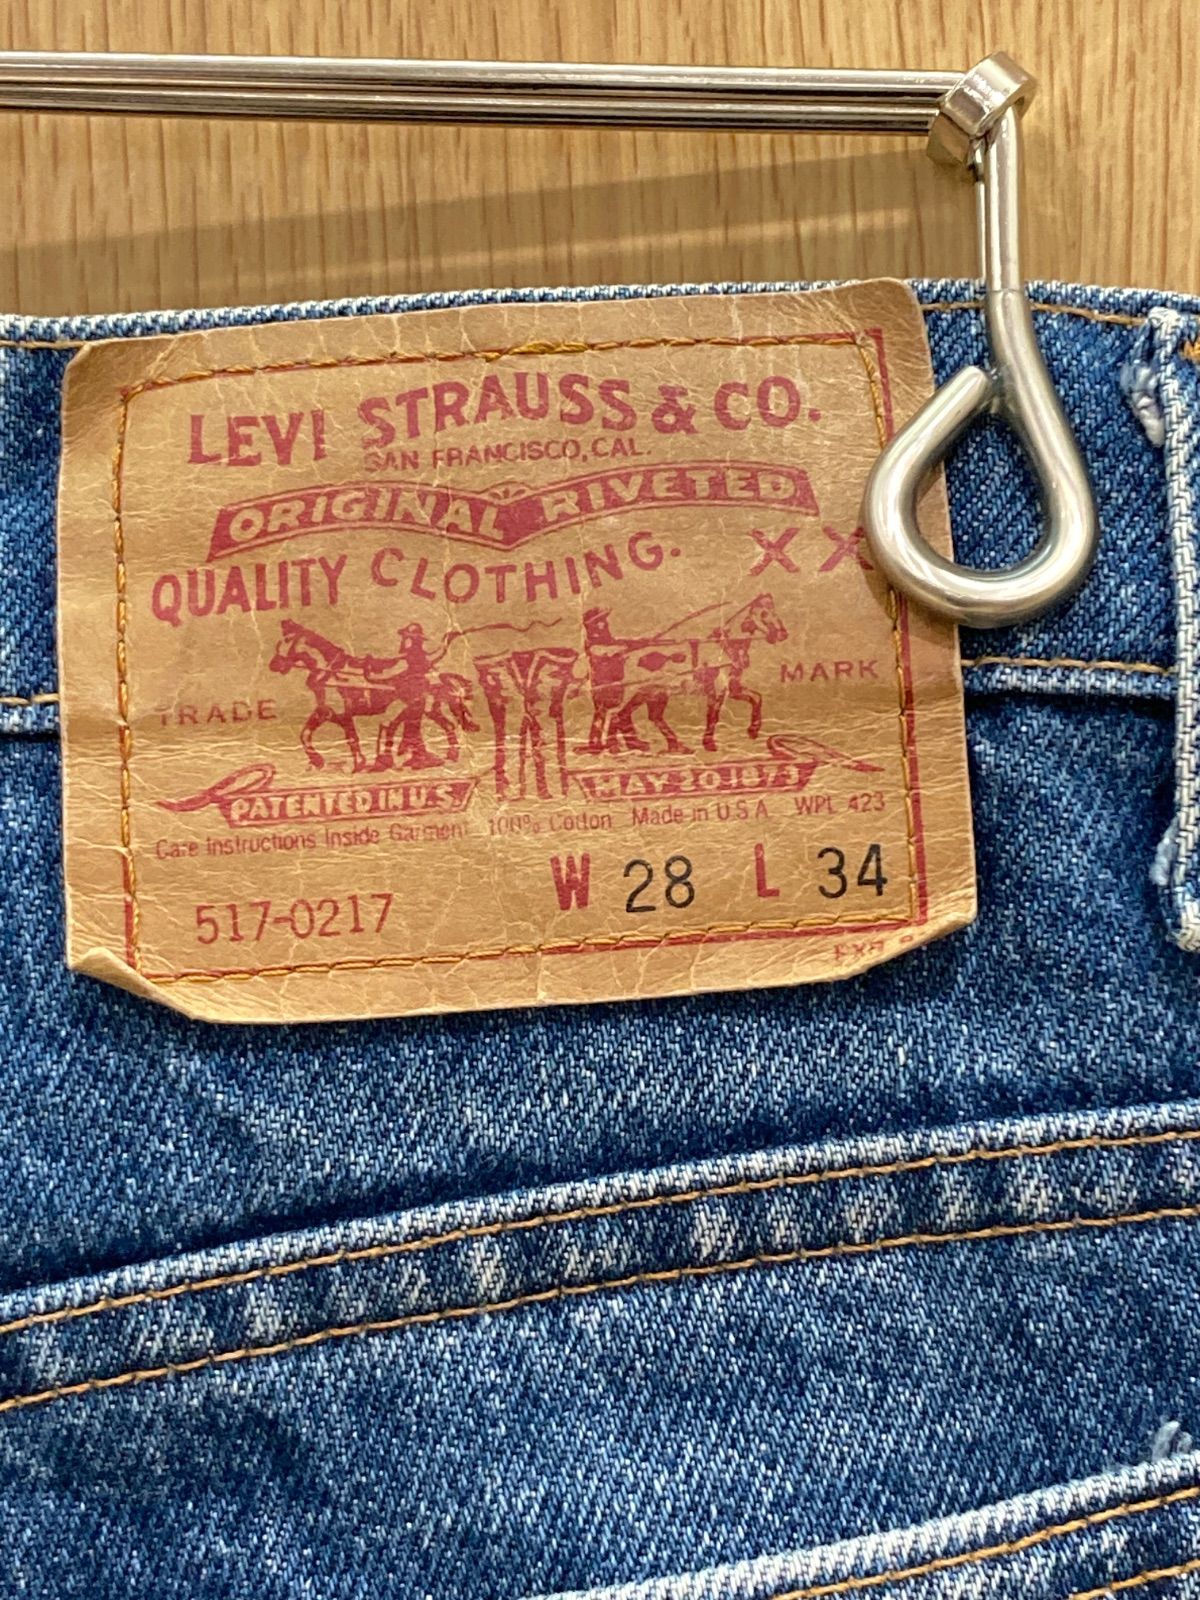 LEVI STRAUSS & CO.
SAN FRANCISCO, CAL.
ORIGINAL RIVETED
QUALITY CLOTHING. XX
TRADE MARK
PATENTED IN U.S. MAY 20 1873
Care Instructions Inside Garment 100% Cotton Made in U.S.A. WPL 423
W 28 L 34
517-0217